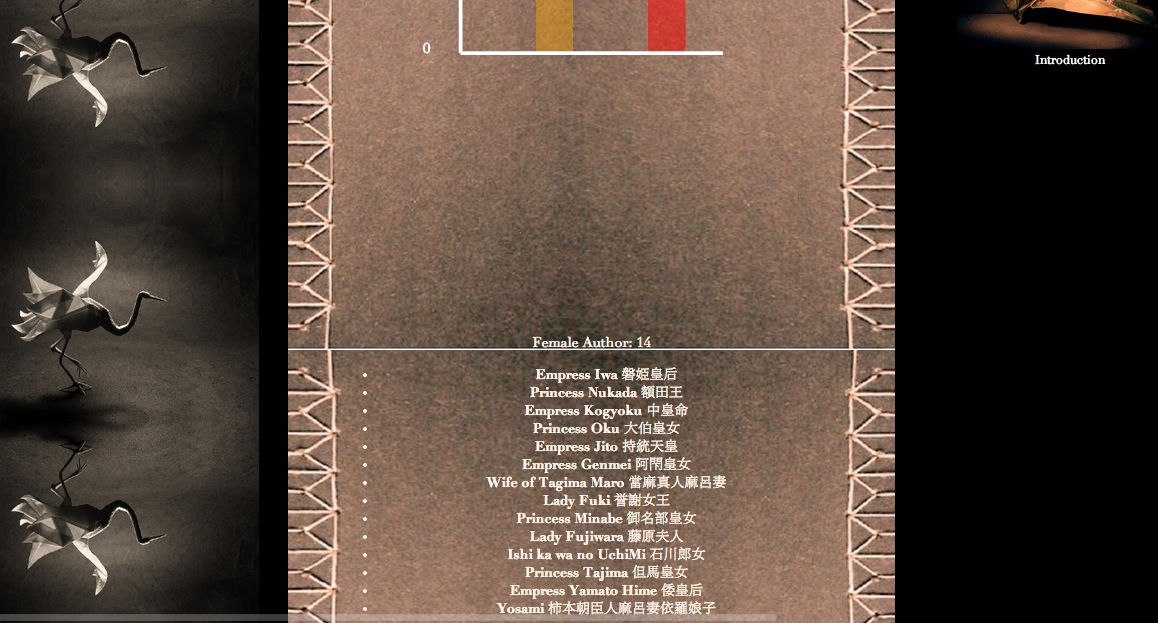 0
Introduction
Female Author: 14
Empress Iwa 磐姫皇后
Princess Nukada 額田王
Empress Kogyoku 中皇命
Princess Oku 大伯皇女
Empress Jito 持統天皇
Empress Genmei 阿閇皇女
Wife of Tagima Maro 當麻真人麻呂妻
Lady Fuki 誉謝女王
Princess Minabe 御名部皇女
Lady Fujiwara 藤原夫人
Ishi ka wa no UchiMi 石川郎女
Princess Tajima 但馬皇女
Empress Yamato Hime 倭皇后
Yosami 柿本朝臣人麻呂妻依羅娘子